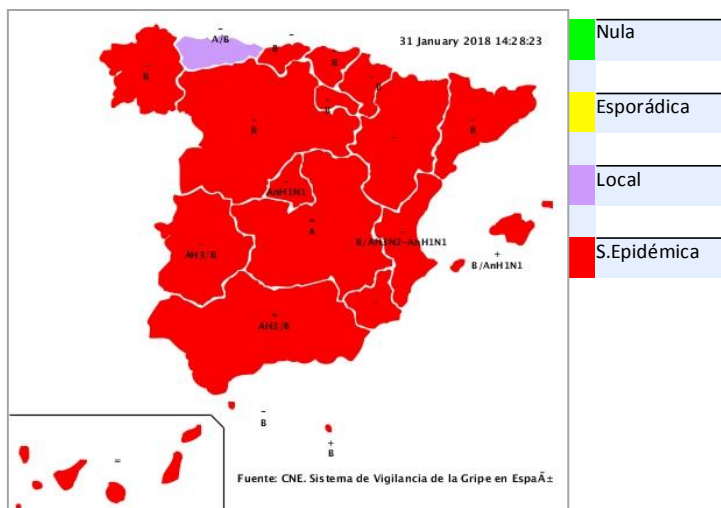 –
A/B
–
B
31 January 2018 14:28:23
Nula
–
B
–
B
–
B
–
B
Esporádica
–
B
–
B
–
–
B
Local
–
AnH1N1
=
A
–
AH3/B
–
B/AH3N2-AnH1N1
+
B/AnH1N1
S.Epidémica
=
AH3/B
–
–
B
+
B
=
Fuente: CNE. Sistema de Vigilancia de la Gripe en EspaÃ±